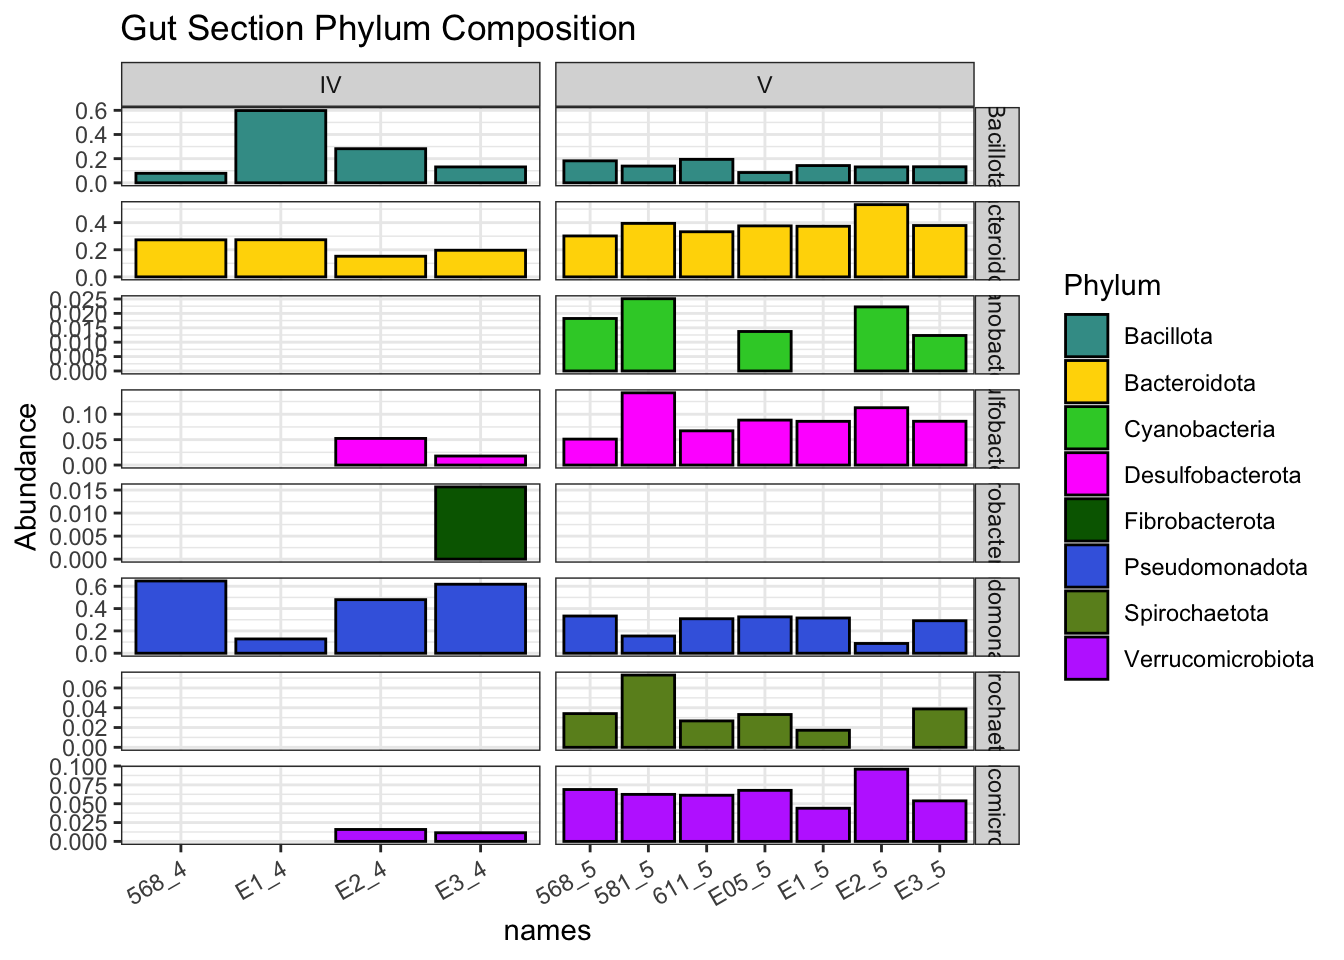 Gut Section Phylum Composition
IV
V
0.6
0.4
0.2
0.0
Bacillota
0.4
0.2
0.0
cteroido
0.025
0.020
0.015
0.010
0.005
0.000
anobacte
0.10
0.05
0.00
ulfobacte
0.015
0.010
0.005
0.000
robacter
0.6
0.4
0.2
0.0
domona
0.06
0.04
0.02
0.00
rochaet
0.100
0.075
0.050
0.025
0.000
comicro
568_4
E1_4
E2_4
E3_4
568_5
581_5
611_5
E05_5
E1_5
E2_5
E3_5
names
Abundance
Phylum
Bacillota
Bacteroidota
Cyanobacteria
Desulfobacterota
Fibrobacterota
Pseudomonadota
Spirochaetota
Verrucomicrobiota